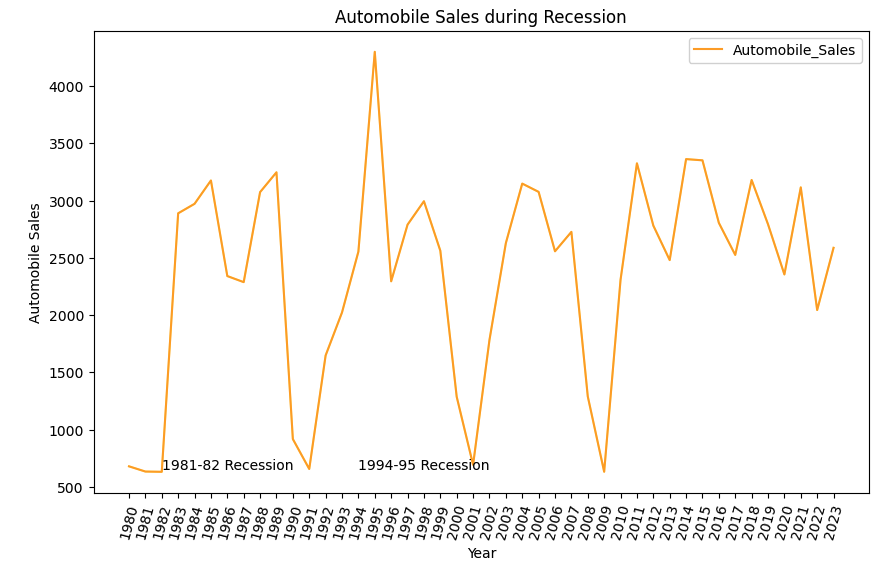 Automobile Sales during Recession
Automobile_Sales
Automobile Sales
4000
3500
3000
2500
2000
1500
1000
500
1981-82 Recession
1994-95 Recession
1980 1981 1982 1983 1984 1985 1986 1987 1988 1989 1990 1991 1992 1993 1994 1995 1996 1997 1998 1999 2000 2001 2002 2003 2004 2005 2006 2007 2008 2009 2010 2011 2012 2013 2014 2015 2016 2017 2018 2019 2020 2021 2022 2023
Year